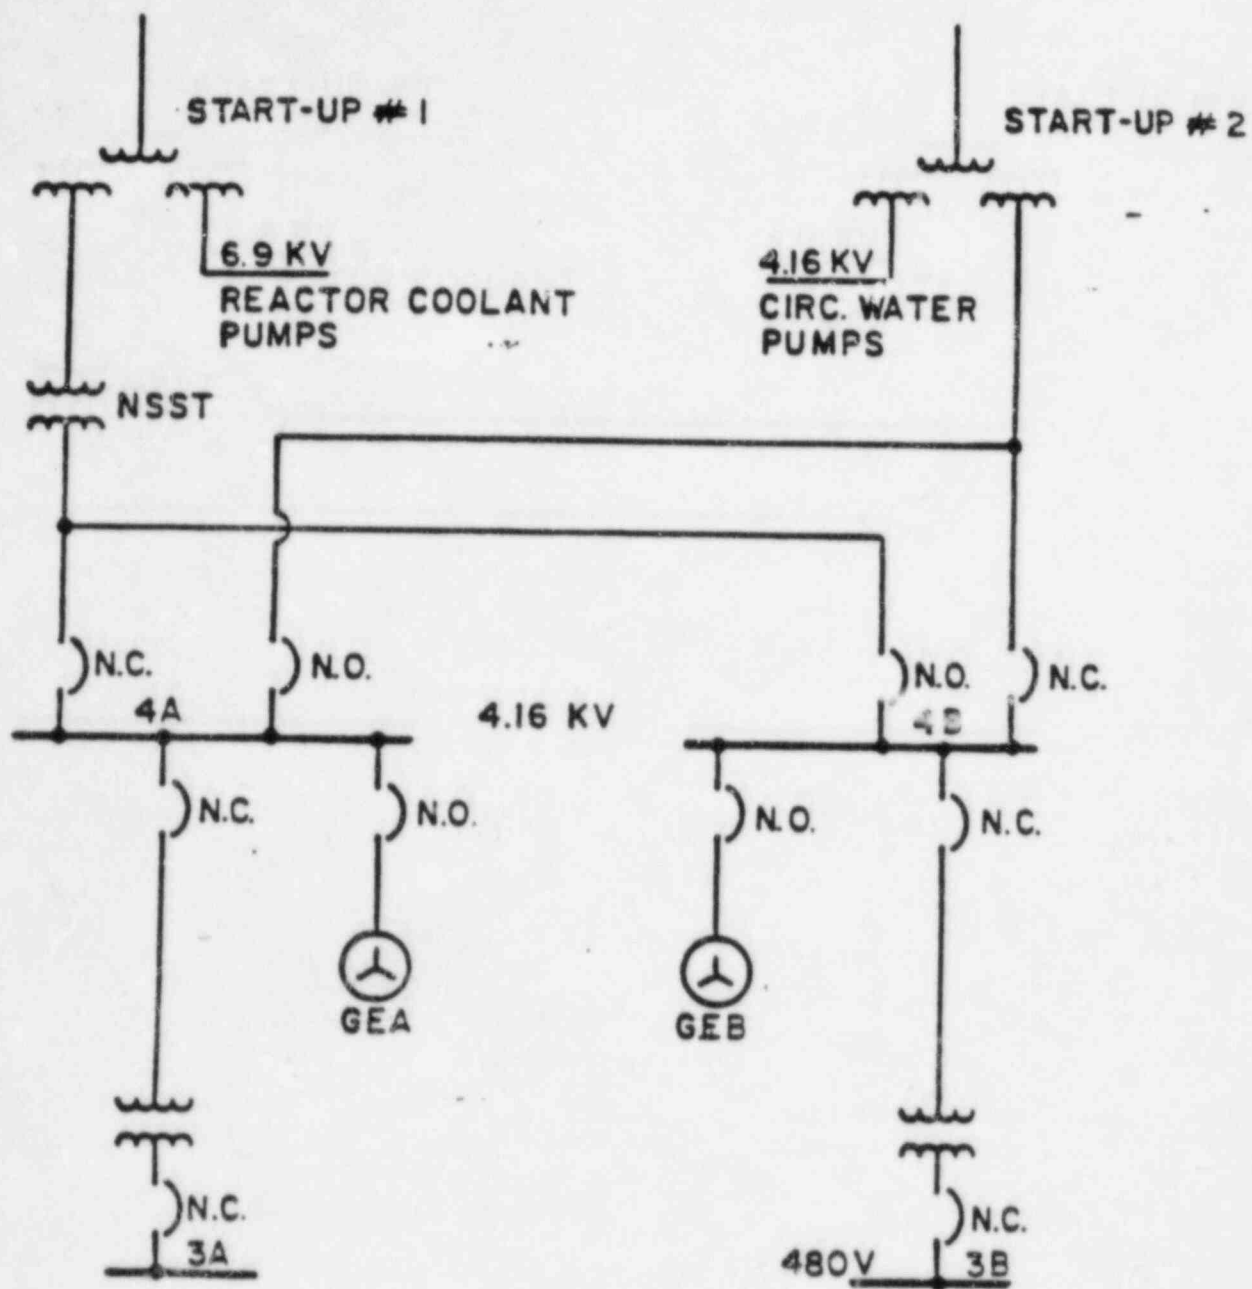 START-UP # 1
START-UP # 2
6.9 KV
REACTOR COOLANT
PUMPS
4.16 KV
CIRC. WATER
PUMPS
NSST
N.C.
N.O.
N.O.
N.C.
4A
4.16 KV
4B
N.C.
N.O.
N.O.
N.C.
GEA
GEB
N.C.
N.C.
3A
480V
3B